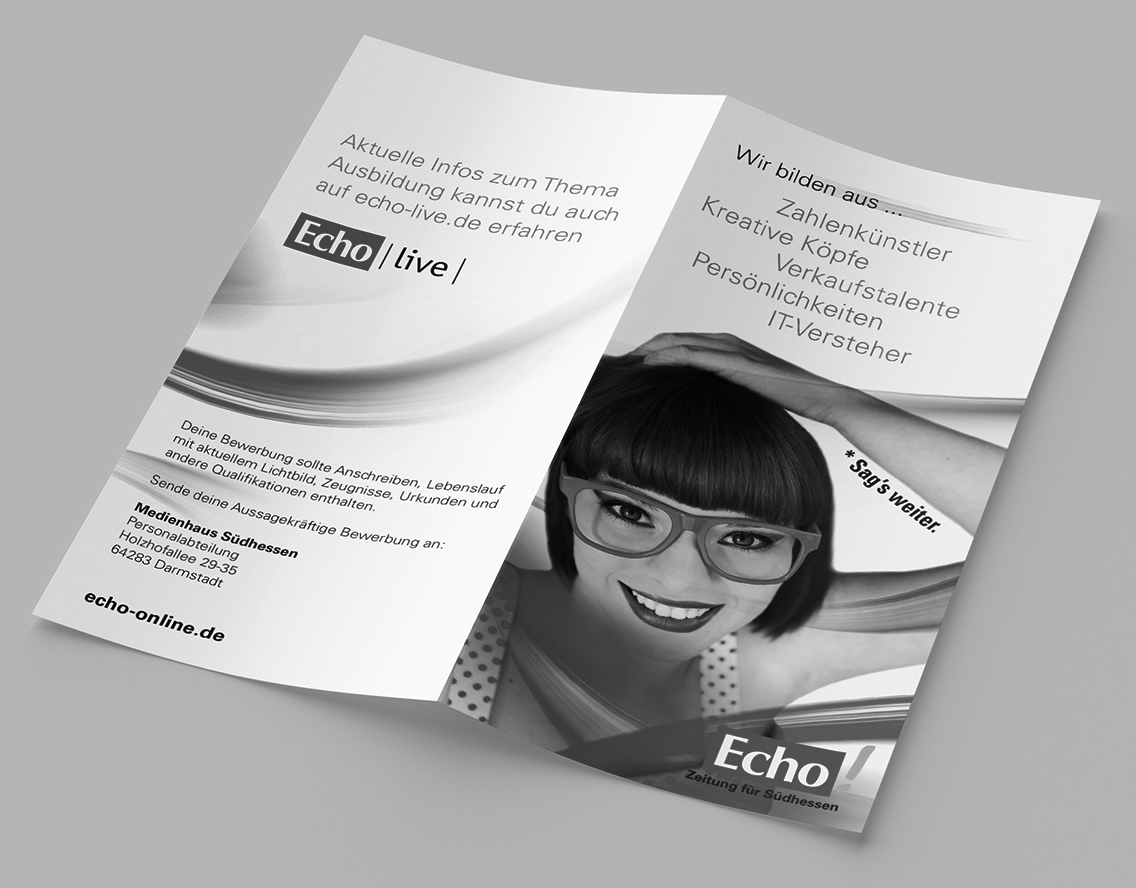 Aktuelle Infos zum Thema
Ausbildung kannst du auch
auf echo-live.de erfahren
Echo | live |
Deine Bewerbung sollte Anschreiben, Lebenslauf
mit aktuellem Lichtbild, Zeugnisse, Urkunden und
andere Qualifikationen enthalten.
Sende deine Aussagekräftige Bewerbung an:
Medienhaus Südhessen
Personalabteilung
Holzhofallee 29-35
64283 Darmstadt
echo-online.de
Wir bilden aus ...
Zahlenkünstler
Kreative Köpfe
Verkaufstalente
Persönlichkeiten
IT-Versteher
* Sag's weiter.
Echo!
Zeitung für Südhessen